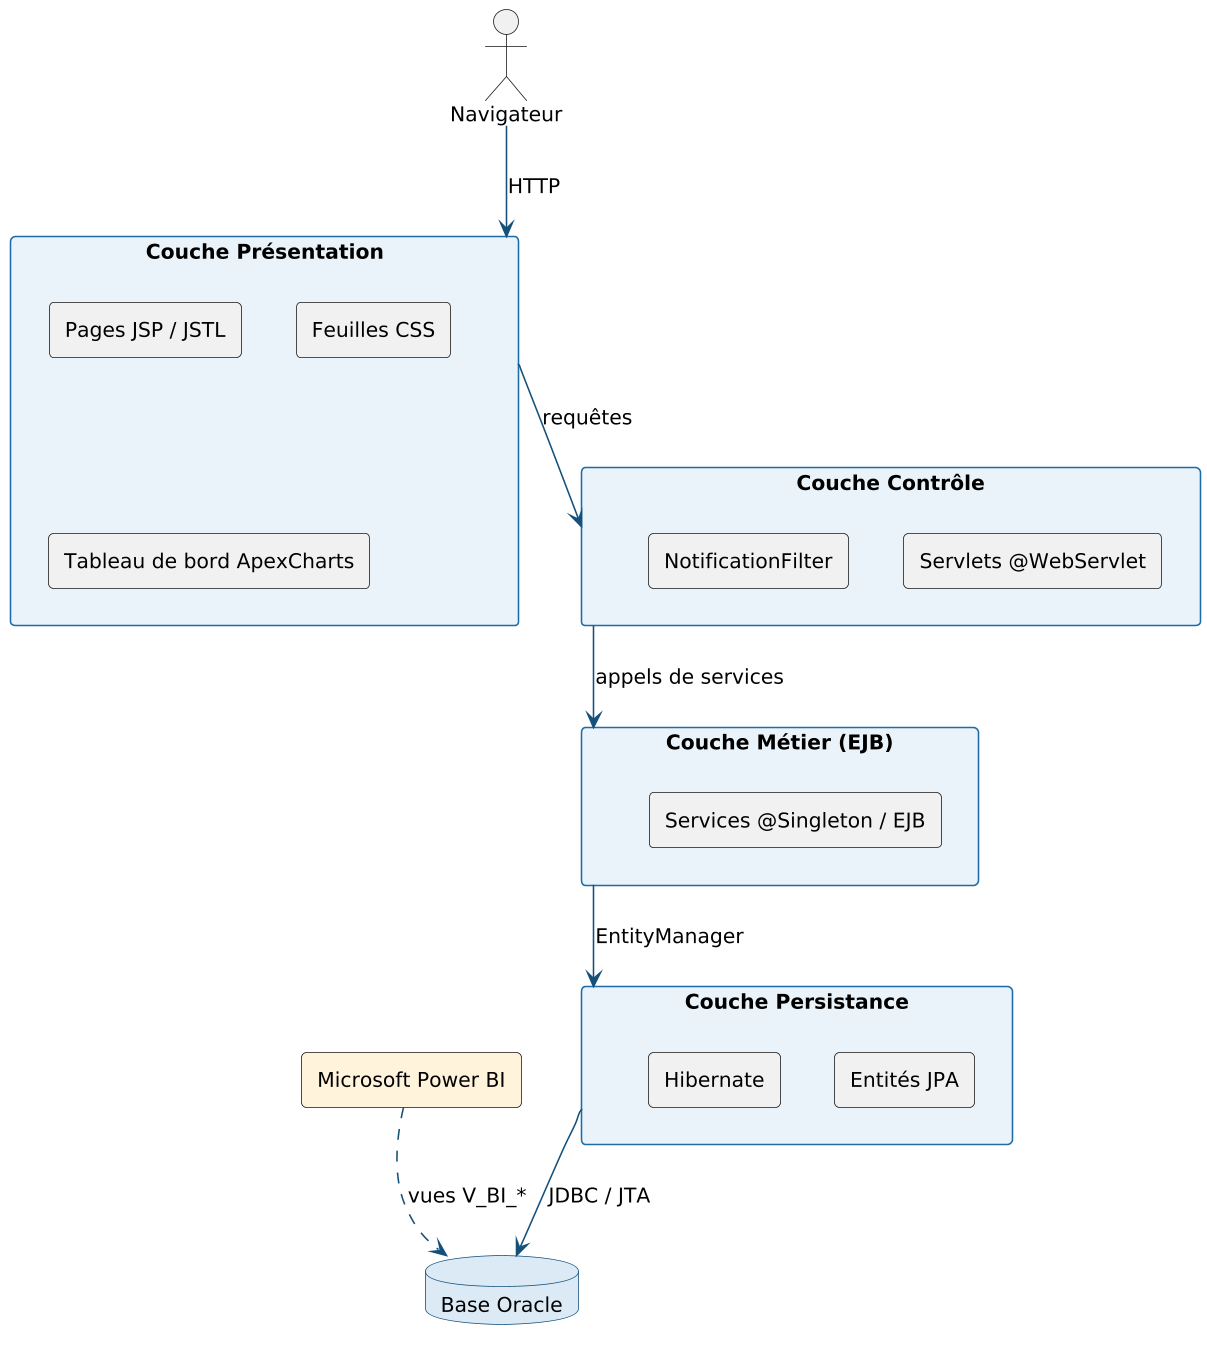 Navigateur
HTTP
Couche Présentation
Pages JSP / JSTL
Feuilles CSS
requêtes
Couche Contrôle
Tableau de bord ApexCharts
NotificationFilter
Servlets @WebServlet
appels de services
Couche Métier (EJB)
Services @Singleton / EJB
EntityManager
Couche Persistance
Microsoft Power BI
Hibernate
Entités JPA
vues V_BI_*
JDBC / JTA
Base Oracle